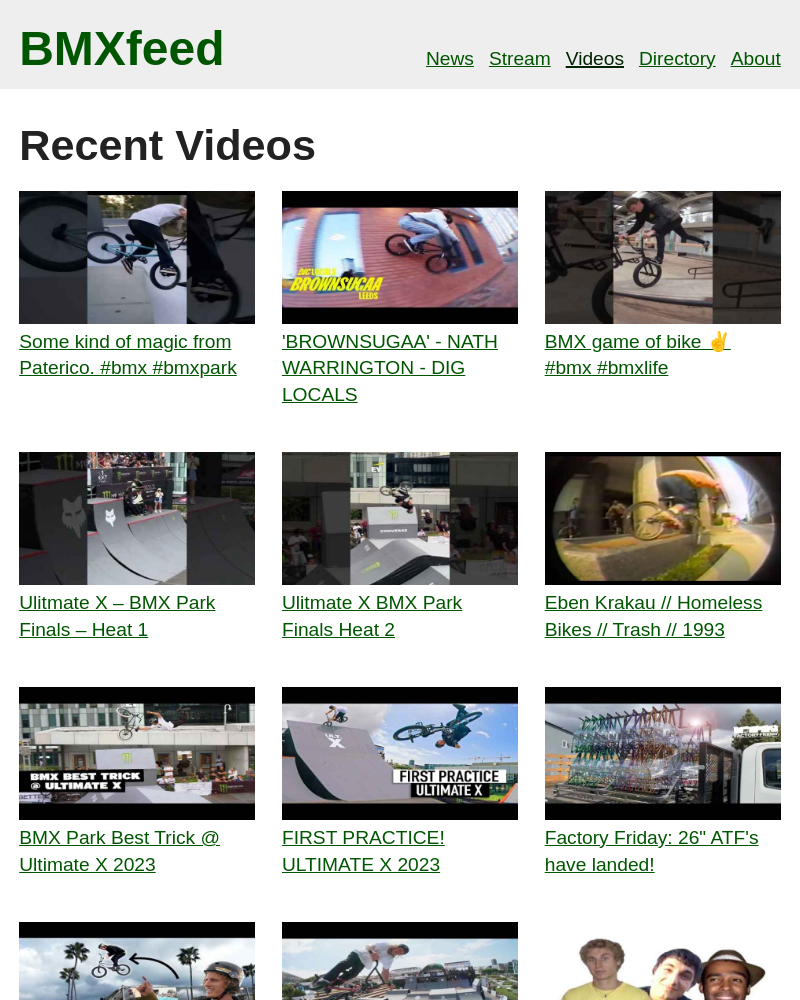 BMXfeed
News Stream Videos Directory About
Recent Videos
DIG LOCALS
BROWNSUGAA
LEEDS
Some kind of magic from
Paterico. #bmx #bmxpark
'BROWNSUGAA' - NATH
WARRINGTON - DIG
LOCALS
BMX game of bike ✌️
#bmx #bmxlife
Ulitmate X – BMX Park
Finals – Heat 1
Ulitmate X BMX Park
Finals Heat 2
Eben Krakau // Homeless
Bikes // Trash // 1993
BMX BEST TRICK
@ ULTIMATE X
ULT.
X
FIRST PRACTICE
ULTIMATE X
BMX Park Best Trick @
Ultimate X 2023
FIRST PRACTICE!
ULTIMATE X 2023
Factory Friday: 26" ATF's
have landed!